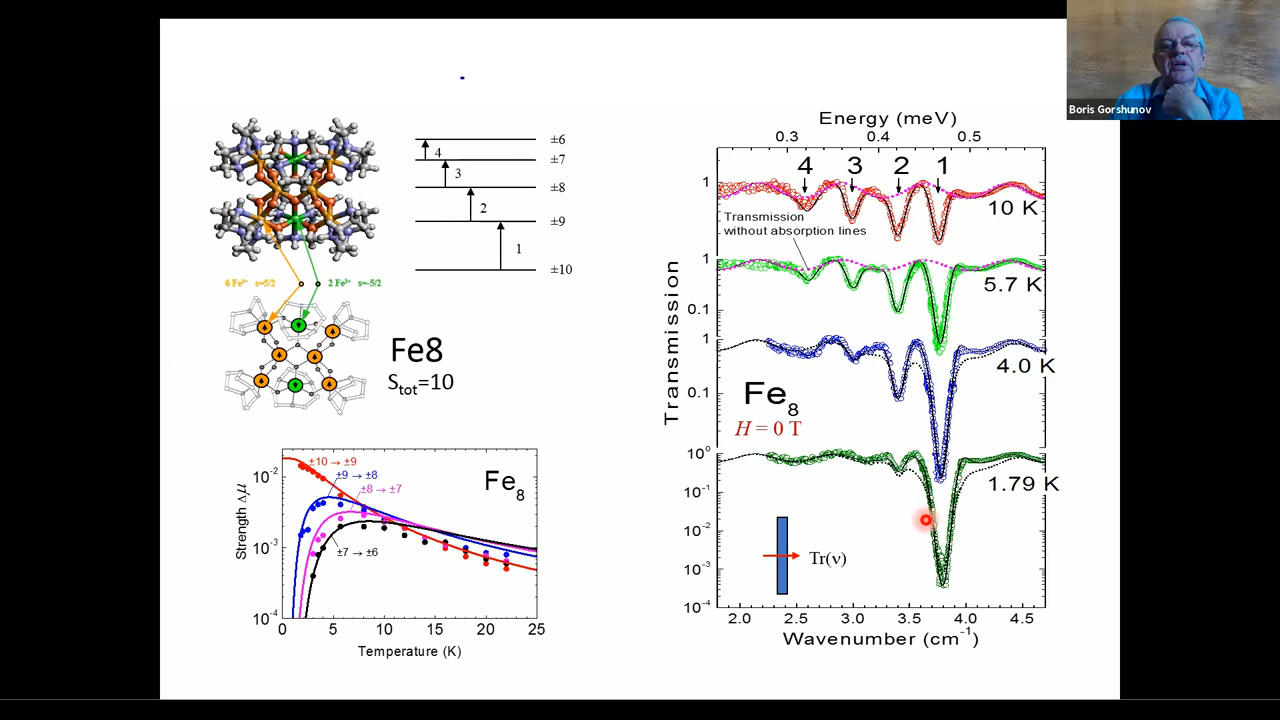 Boris Gorshunov
±6
±7
±8
±9
±10
4
3
2
1
6 Fe³⁺ s=5/2
2 Fe³⁺ s=-5/2
Fe8
Stot=10
Fe8
±10 → ±9
±9 → ±8
±8 → ±7
±7 → ±6
Strength Δμ
10⁻²
10⁻³
10⁻⁴
0 5 10 15 20 25
Temperature (K)
Energy (meV)
0.3 0.4 0.5
4 3 2 1
1
10 K
Transmission
without absorption lines
1
5.7 K
0.1
1
4.0 K
0.1
Fe8
H = 0 T
10⁰
1.79 K
10⁻¹
10⁻²
10⁻³
10⁻⁴
Tr(ν)
Transmission
2.0 2.5 3.0 3.5 4.0 4.5
Wavenumber (cm⁻¹)